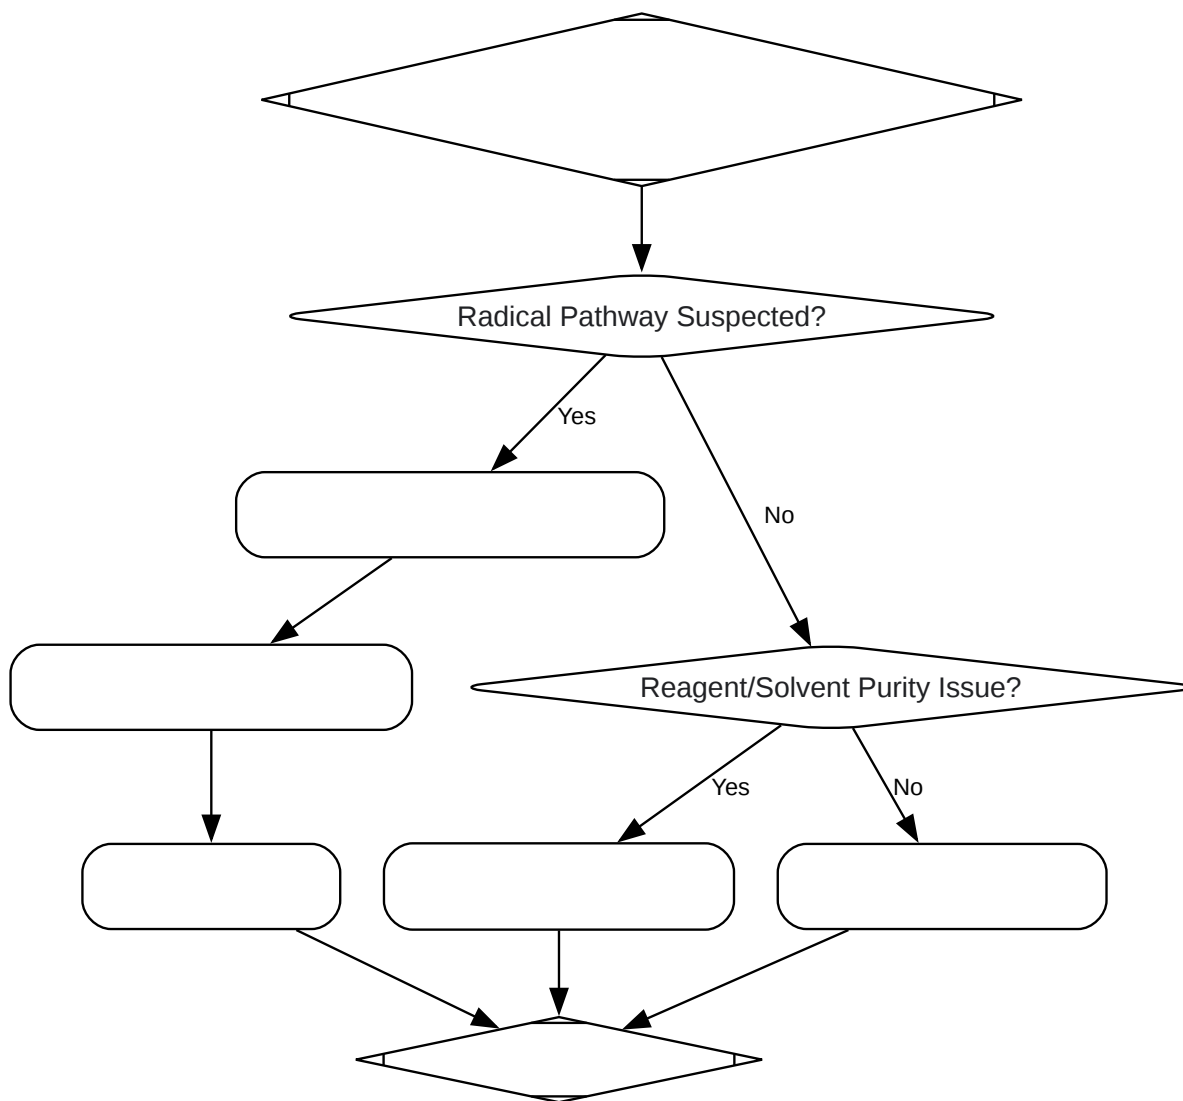 Radical Pathway Suspected?
Yes
No
Reagent/Solvent Purity Issue?
Yes
No